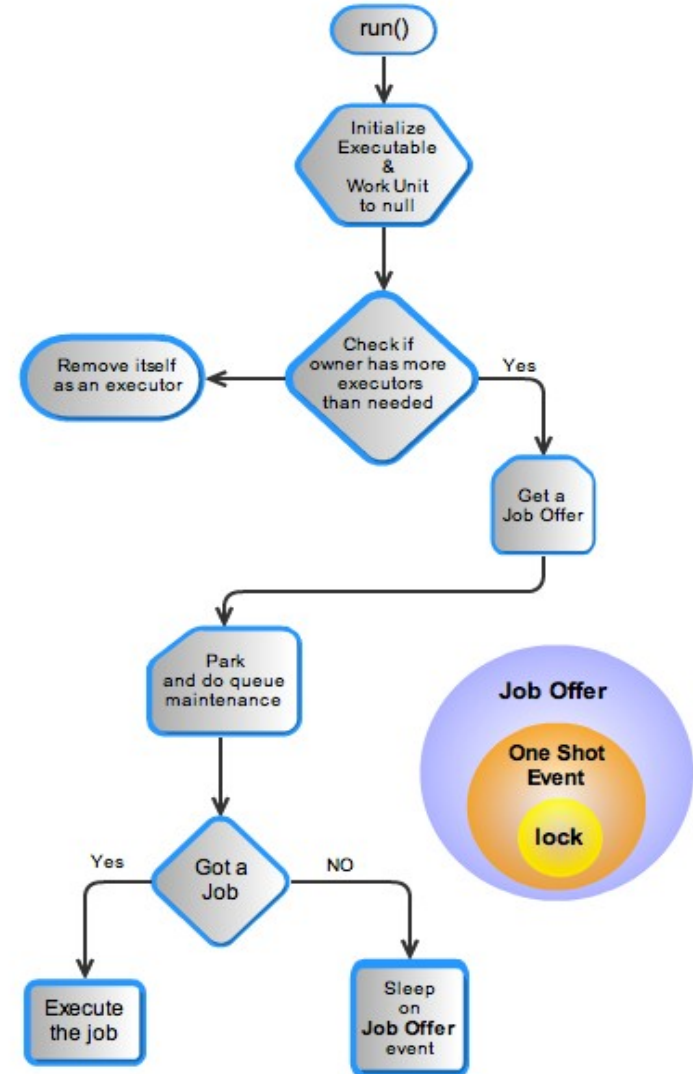 run()
Initialize
Executable
&
Work Unit
to null
Check if
owner has more
executors
than needed
Remove itself
as an executor
Yes
Get a
Job Offer
Park
and do queue
maintenance
Job Offer
One Shot
Event
lock
Yes
Got a
Job
NO
Execute
the job
Sleep
on
Job Offer
event